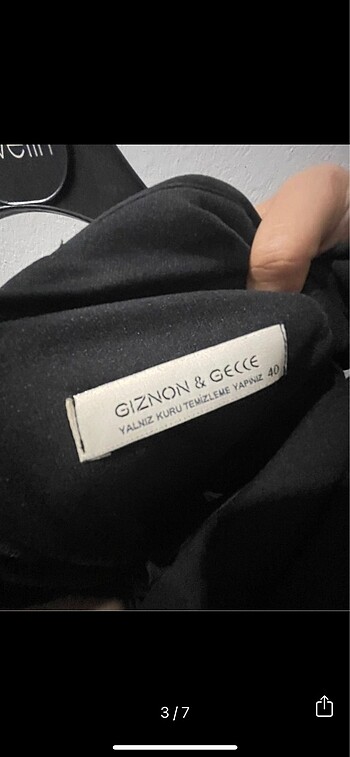 GIZNON & GECCE
YALNIZ KURU TEMİZLEME YAPINIZ 40
3/7